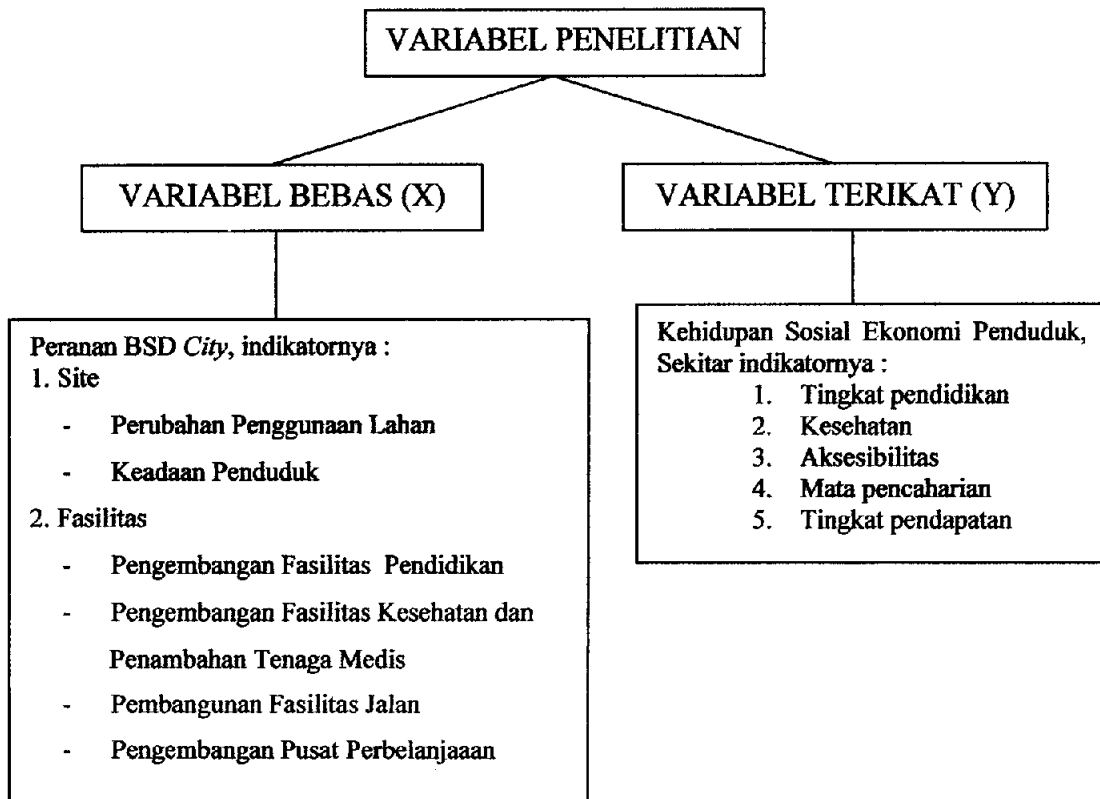 VARIABEL PENELITIAN
VARIABEL BEBAS (X)
VARIABEL TERIKAT (Y)
Peranan BSD City, indikatornya :
1. Site
- Perubahan Penggunaan Lahan
- Keadaan Penduduk
2. Fasilitas
- Pengembangan Fasilitas Pendidikan
- Pengembangan Fasilitas Kesehatan dan
Penambahan Tenaga Medis
- Pembangunan Fasilitas Jalan
- Pengembangan Pusat Perbelanjaaan
Kehidupan Sosial Ekonomi Penduduk,
Sekitar indikatornya :
1. Tingkat pendidikan
2. Kesehatan
3. Aksesibilitas
4. Mata pencaharian
5. Tingkat pendapatan